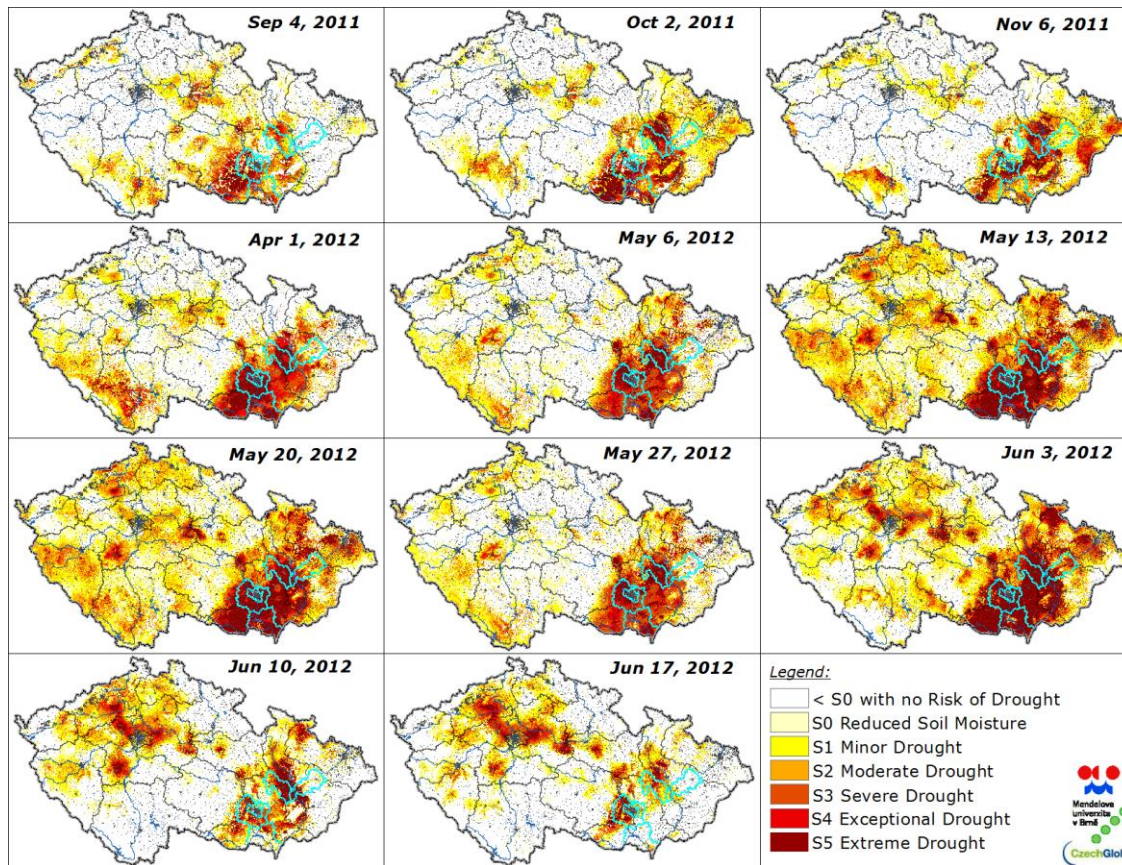 Sep 4, 2011
Oct 2, 2011
Nov 6, 2011
Apr 1, 2012
May 6, 2012
May 13, 2012
May 20, 2012
May 27, 2012
Jun 3, 2012
Jun 10, 2012
Jun 17, 2012
Legend:
< S0 with no Risk of Drought
S0 Reduced Soil Moisture
S1 Minor Drought
S2 Moderate Drought
S3 Severe Drought
S4 Exceptional Drought
S5 Extreme Drought
Mendelova
univerzita
v Brně
CzechGlob